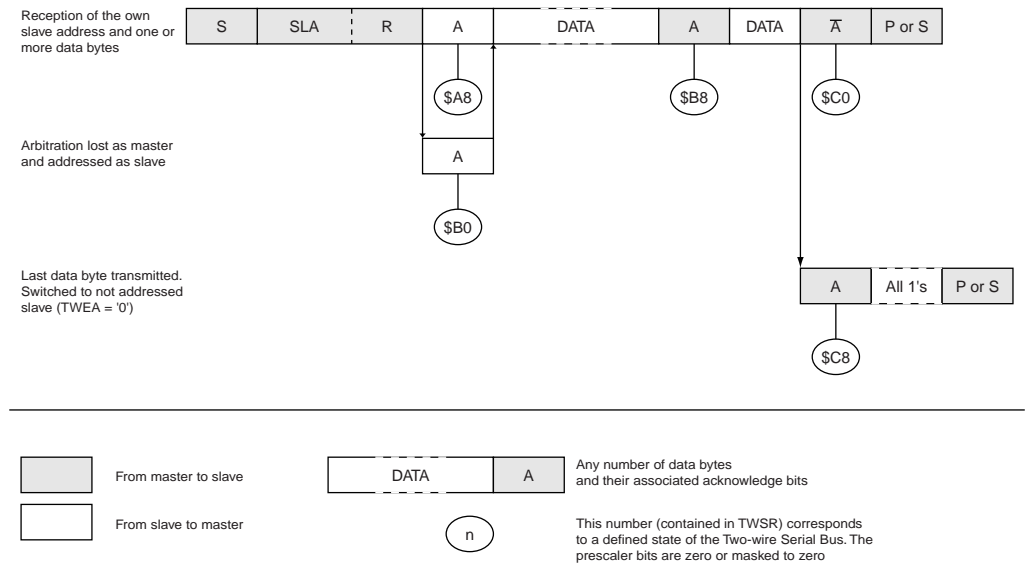 Reception of the own
slave address and one or
more data bytes
S SLA R A DATA A DATA A̅ P or S
$A8 $B8 $C0
Arbitration lost as master
and addressed as slave
A
$B0
Last data byte transmitted.
Switched to not addressed
slave (TWEA = '0')
A All 1's P or S
$C8
From master to slave
DATA A
Any number of data bytes
and their associated acknowledge bits
From slave to master
n
This number (contained in TWSR) corresponds
to a defined state of the Two-wire Serial Bus. The
prescaler bits are zero or masked to zero